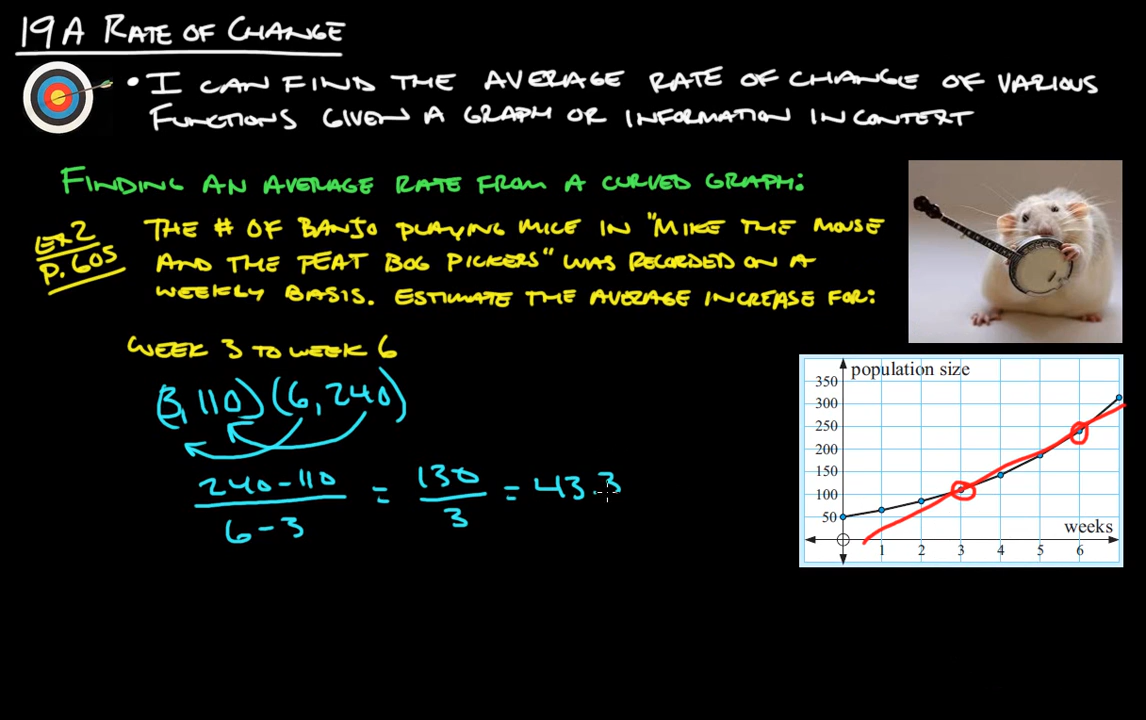 19A RATE OF CHANGE
• I CAN FIND THE AVERAGE RATE OF CHANGE OF VARIOUS
FUNCTIONS GIVEN A GRAPH OR INFORMATION IN CONTEXT
FINDING AN AVERAGE RATE FROM A CURVED GRAPH:
EX 2
P. 605
THE # OF BANJO PLAYING MICE IN "MIKE THE MOUSE
AND THE PEAT BOG PICKERS" WAS RECORDED ON A
WEEKLY BASIS. ESTIMATE THE AVERAGE INCREASE FOR:
WEEK 3 TO WEEK 6
(3, 110) (6, 240)
240 - 110
6 - 3
= 130
3
= 43.3
population size
350
300
250
200
150
100
50
weeks
1 2 3 4 5 6